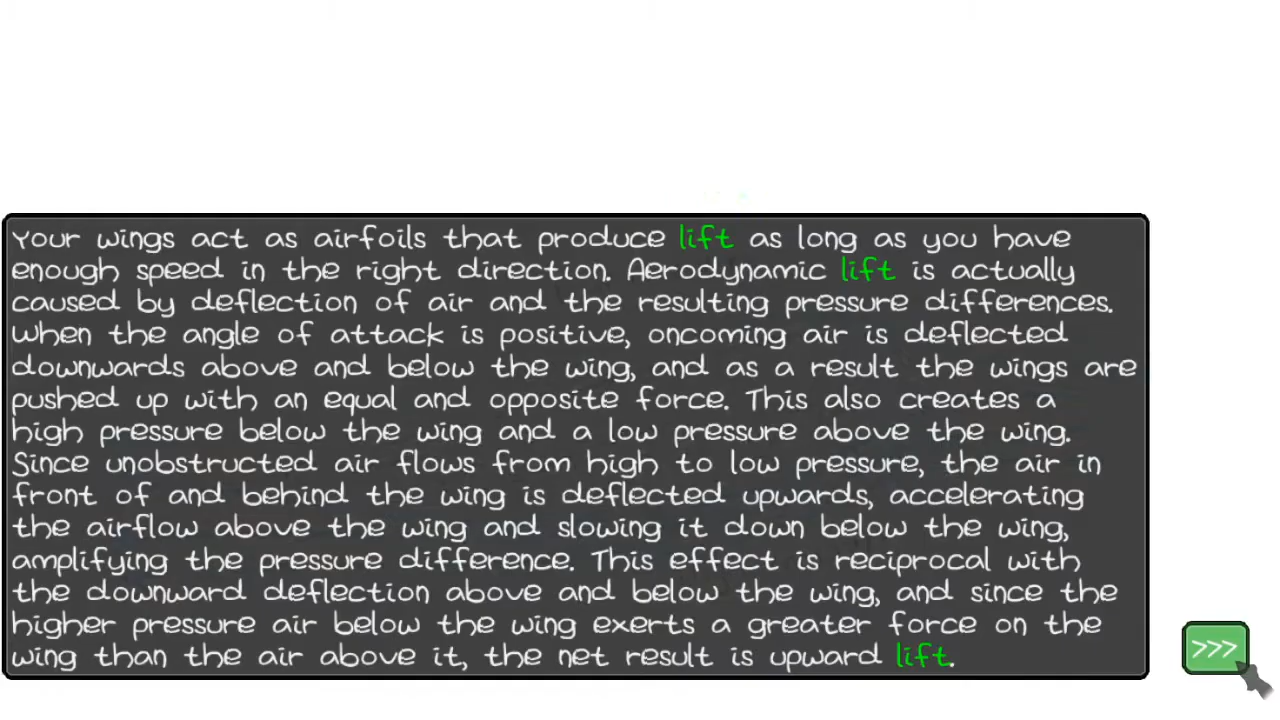 Your wings act as airfoils that produce lift as long as you have
enough speed in the right direction. Aerodynamic lift is actually
caused by deflection of air and the resulting pressure differences.
When the angle of attack is positive, oncoming air is deflected
downwards above and below the wing, and as a result the wings are
pushed up with an equal and opposite force. This also creates a
high pressure below the wing and a low pressure above the wing.
Since unobstructed air flows from high to low pressure, the air in
front of and behind the wing is deflected upwards, accelerating
the airflow above the wing and slowing it down below the wing,
amplifying the pressure difference. This effect is reciprocal with
the downward deflection above and below the wing, and since the
higher pressure air below the wing exerts a greater force on the
wing than the air above it, the net result is upward lift.
>>>